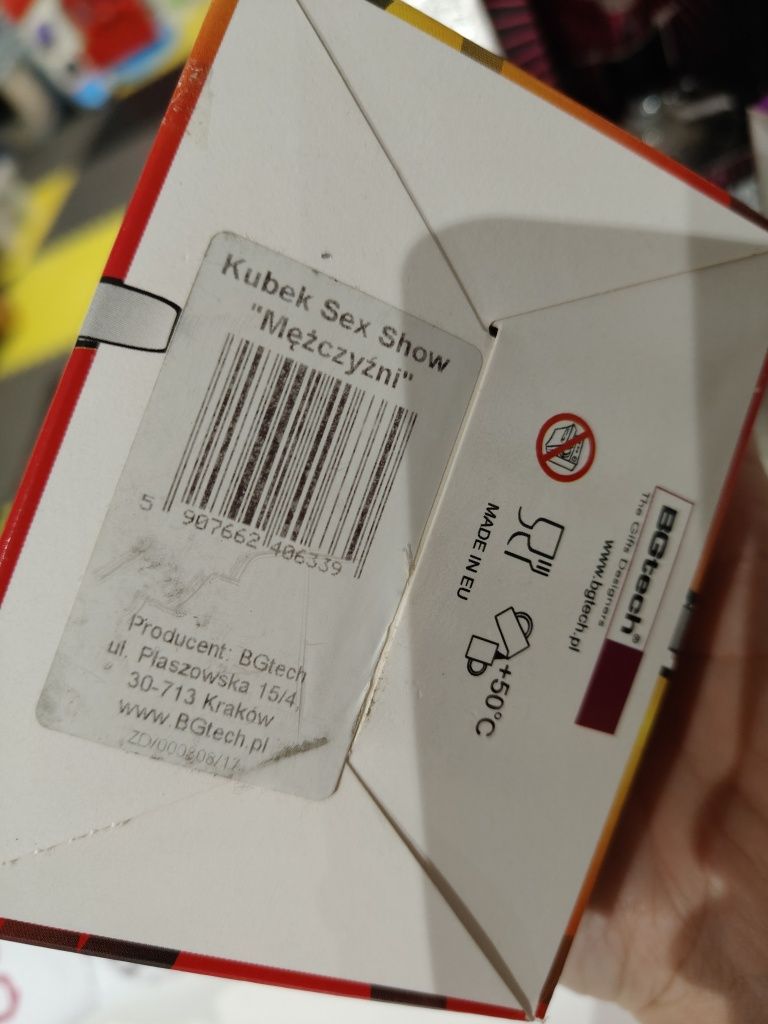 Kubek Sex Show
"Mężczyźni"
5 907662 406339
Producent: BGtech
ul. Płaszowska 15/4,
30-713 Kraków
www.BGtech.pl
MADE IN EU
+50°C
BGtech®
The Gifts Designers
www.bgtech.pl